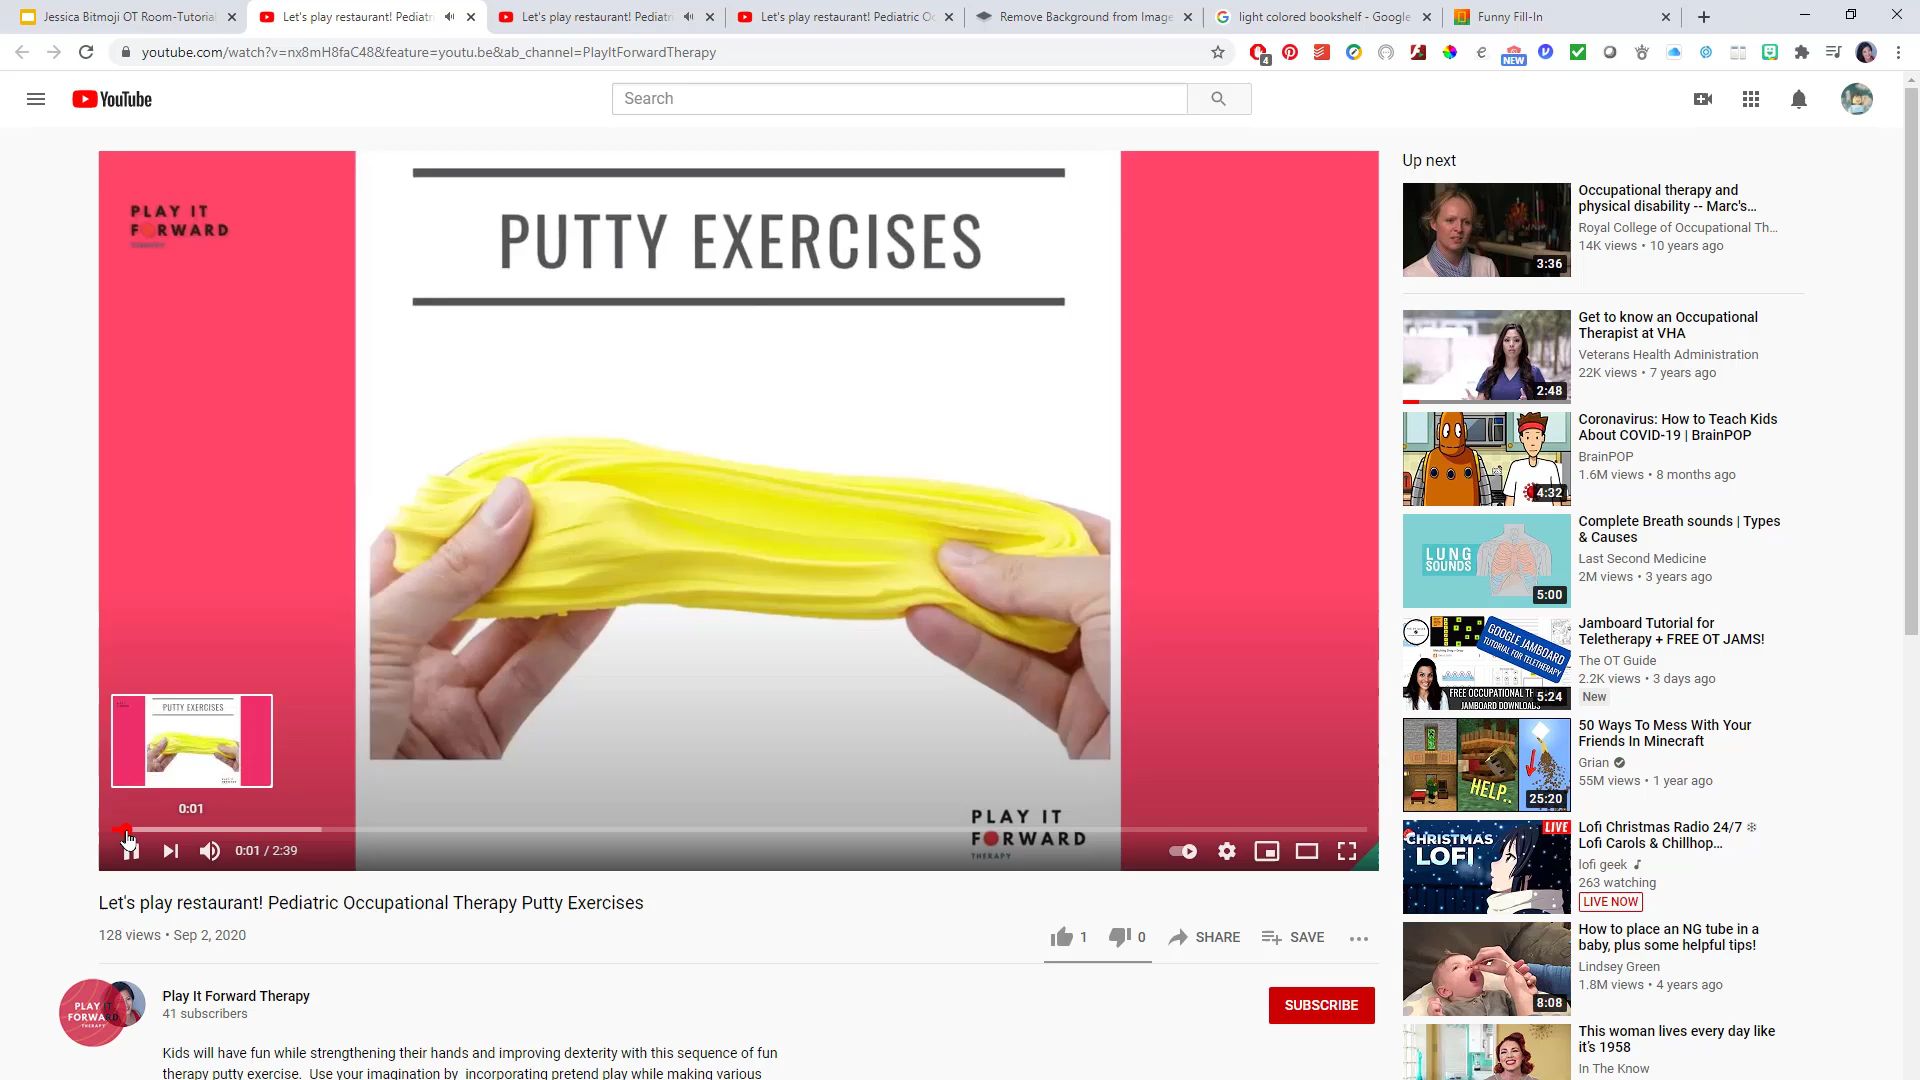 Jessica Bitmoji OT Room-Tutorial
Let's play restaurant! Pediatr
Let's play restaurant! Pediatr
Let's play restaurant! Pediatric O
Remove Background from Image
light colored bookshelf - Google
Funny Fill-In
youtube.com/watch?v=nx8mH8faC48&feature=youtu.be&ab_channel=PlayItForwardTherapy
4
NEW
YouTube
Search
PLAY IT
FORWARD
PUTTY EXERCISES
PUTTY EXERCISES
0:01
PLAY IT
FORWARD
THERAPY
0:01 / 2:39
Let's play restaurant! Pediatric Occupational Therapy Putty Exercises
128 views • Sep 2, 2020
1
0
SHARE
SAVE
PLAY IT
FORWARD
THERAPY
Play It Forward Therapy
41 subscribers
SUBSCRIBE
Kids will have fun while strengthening their hands and improving dexterity with this sequence of fun
therapy putty exercise. Use your imagination by incorporating pretend play while making various
Up next
3:36
Occupational therapy and
physical disability -- Marc's...
Royal College of Occupational Th...
14K views • 10 years ago
2:48
Get to know an Occupational
Therapist at VHA
Veterans Health Administration
22K views • 7 years ago
4:32
Coronavirus: How to Teach Kids
About COVID-19 | BrainPOP
BrainPOP
1.6M views • 8 months ago
LUNG
SOUNDS
5:00
Complete Breath sounds | Types
& Causes
Last Second Medicine
2M views • 3 years ago
GOOGLE JAMBOARD
TUTORIAL FOR TELETHERAPY
FREE OCCUPATIONAL TH
JAMBOARD DOWNLOADS
5:24
Jamboard Tutorial for
Teletherapy + FREE OT JAMS!
The OT Guide
2.2K views • 3 days ago
New
HELP..
25:20
50 Ways To Mess With Your
Friends In Minecraft
Grian
55M views • 1 year ago
LIVE
CHRISTMAS
LOFI
Lofi Christmas Radio 24/7 ❄
Lofi Carols & Chillhop...
lofi geek
263 watching
LIVE NOW
8:08
How to place an NG tube in a
baby, plus some helpful tips!
Lindsey Green
1.8M views • 4 years ago
This woman lives every day like
it's 1958
In The Know